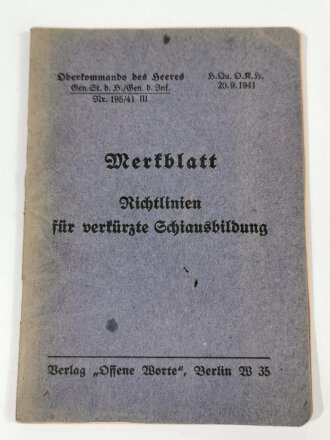 Oberkommando des Heeres H.Qu. O.K.H.
Gen.St. d. H./Gen. d. Inf. 20.9.1941
Nr. 195/41 III
Merkblatt
Richtlinien
für verkürzte Schiausbildung
Verlag „Offene Worte", Berlin W 35